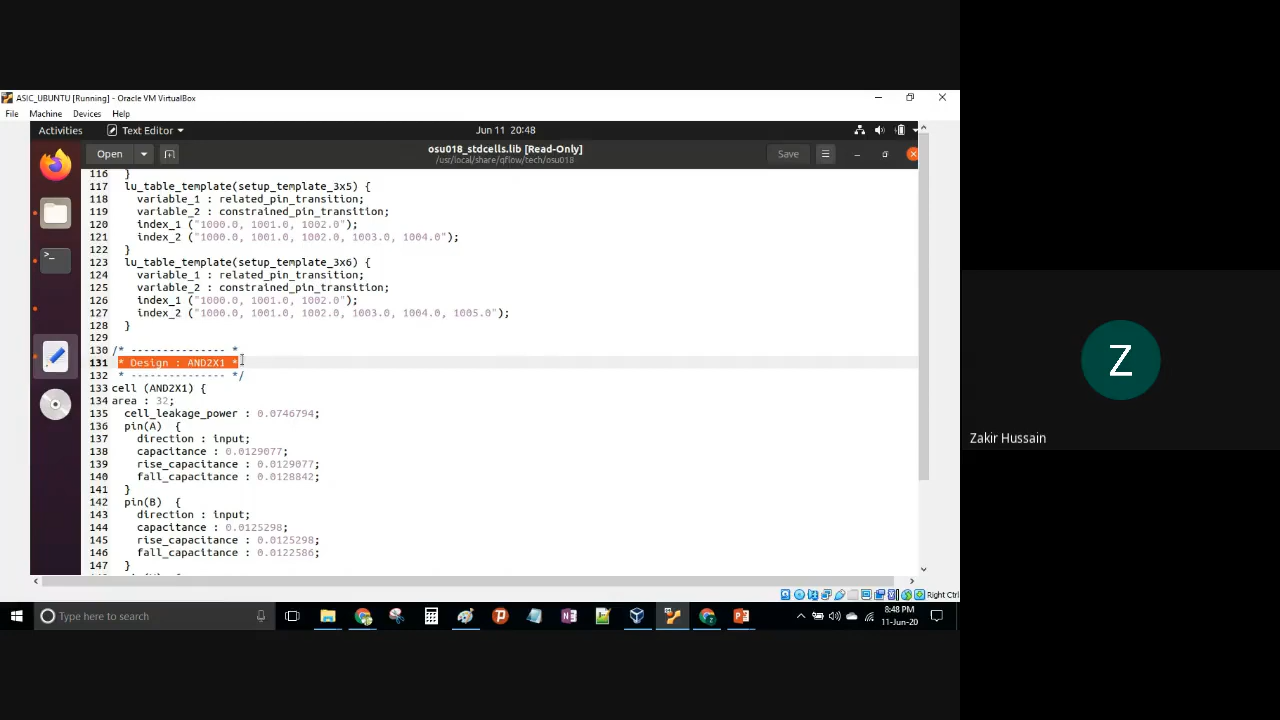 ASIC_UBUNTU [Running] - Oracle VM VirtualBox
File Machine Devices Help
Activities Text Editor Jun 11 20:48
Open osu018_stdcells.lib [Read-Only] Save
/usr/local/share/qflow/tech/osu018
116 }
117 lu_table_template(setup_template_3x5) {
118 variable_1 : related_pin_transition;
119 variable_2 : constrained_pin_transition;
120 index_1 ("1000.0, 1001.0, 1002.0");
121 index_2 ("1000.0, 1001.0, 1002.0, 1003.0, 1004.0");
122 }
123 lu_table_template(setup_template_3x6) {
124 variable_1 : related_pin_transition;
125 variable_2 : constrained_pin_transition;
126 index_1 ("1000.0, 1001.0, 1002.0");
127 index_2 ("1000.0, 1001.0, 1002.0, 1003.0, 1004.0, 1005.0");
128 }
129
130 /* --------------- *
131 * Design : AND2X1 *
132 * --------------- */
133 cell (AND2X1) {
134 area : 32;
135 cell_leakage_power : 0.0746794;
136 pin(A) {
137 direction : input;
138 capacitance : 0.0129077;
139 rise_capacitance : 0.0129077;
140 fall_capacitance : 0.0128842;
141 }
142 pin(B) {
143 direction : input;
144 capacitance : 0.0125298;
145 rise_capacitance : 0.0125298;
146 fall_capacitance : 0.0122586;
147 }
Right Ctrl
Type here to search
8:48 PM
11-Jun-20
Z
Zakir Hussain